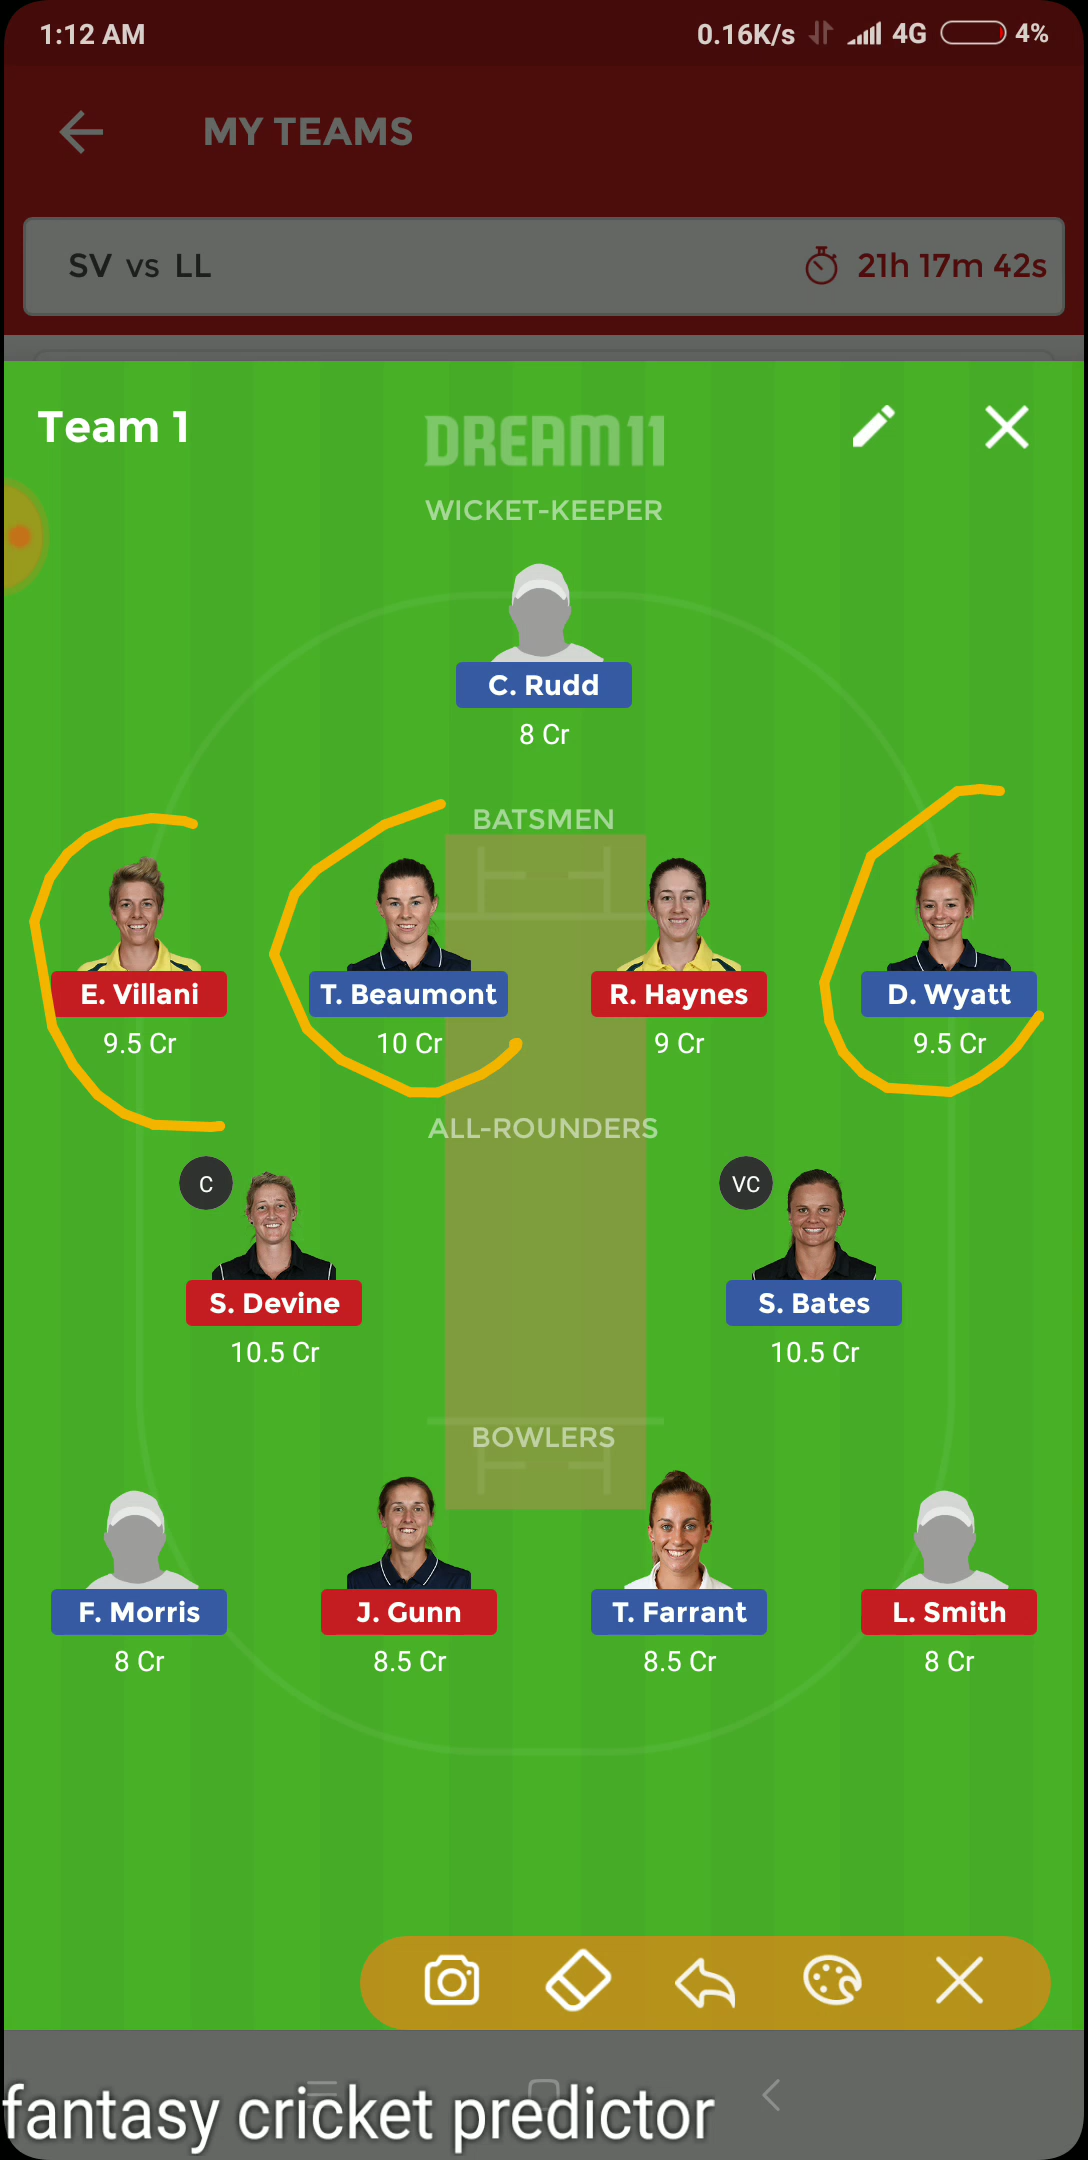 1:12 AM 0.16K/s 4G 4%
MY TEAMS
SV vs LL 21h 17m 42s
Team 1
DREAM11
WICKET-KEEPER
C. Rudd
8 Cr
BATSMEN
E. Villani T. Beaumont R. Haynes D. Wyatt
9.5 Cr 10 Cr 9 Cr 9.5 Cr
ALL-ROUNDERS
C VC
S. Devine S. Bates
10.5 Cr 10.5 Cr
BOWLERS
F. Morris J. Gunn T. Farrant L. Smith
8 Cr 8.5 Cr 8.5 Cr 8 Cr
fantasy cricket predictor